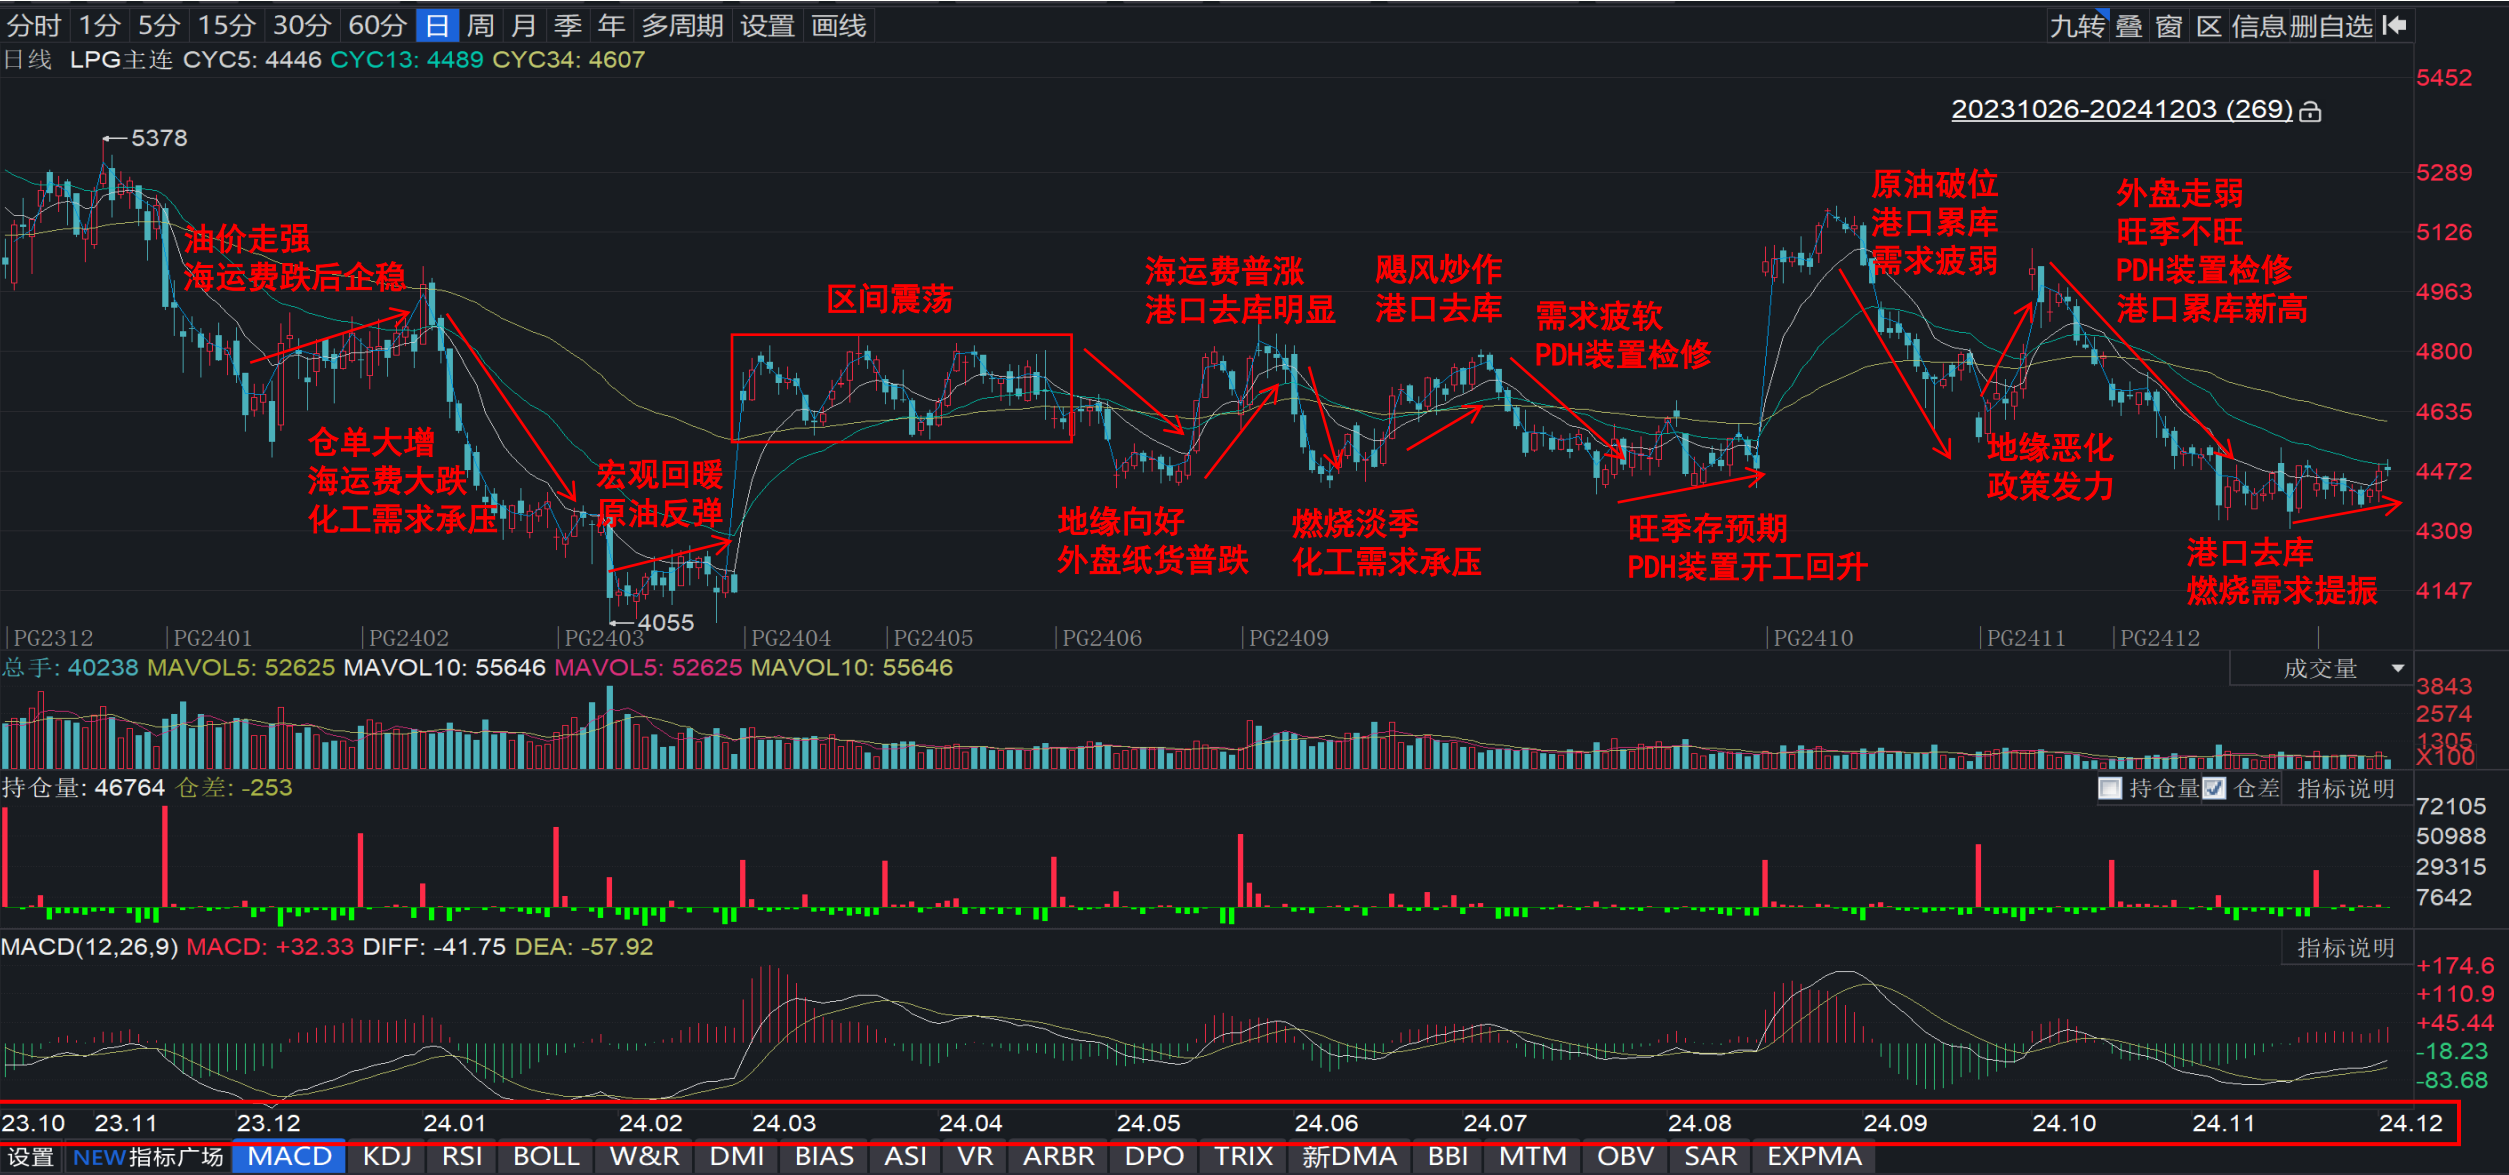 分时 1分 5分 15分 30分 60分 日 周 月 季 年 多周期 设置 画线 九转 叠 窗 区 信息 删自选
日线 LPG主连 CYC5: 4446 CYC13: 4489 CYC34: 4607
5452
20231026-20241203 (269)
5378
5289
原油破位
港口累库
需求疲弱
外盘走弱
旺季不旺
PDH装置检修
港口累库新高
5126
油价走强
海运费跌后企稳
海运费普涨
港口去库明显
飓风炒作
港口去库
4963
区间震荡
需求疲软
PDH装置检修
4800
4635
仓单大增
海运费大跌
化工需求承压
宏观回暖
原油反弹
地缘恶化
政策发力
4472
地缘向好
外盘纸货普跌
燃烧淡季
化工需求承压
旺季存预期
PDH装置开工回升
4309
港口去库
燃烧需求提振
4147
4055
PG2312 PG2401 PG2402 PG2403 PG2404 PG2405 PG2406 PG2409 PG2410 PG2411 PG2412
总手: 40238 MAVOL5: 52625 MAVOL10: 55646 MAVOL5: 52625 MAVOL10: 55646 成交量
3843
2574
1305
X100
持仓量: 46764 仓差: -253 持仓量 仓差 指标说明
72105
50988
29315
7642
MACD(12,26,9) MACD: +32.33 DIFF: -41.75 DEA: -57.92 指标说明
+174.6
+110.9
+45.44
-18.23
-83.68
23.10 23.11 23.12 24.01 24.02 24.03 24.04 24.05 24.06 24.07 24.08 24.09 24.10 24.11 24.12
设置 NEW指标广场 MACD KDJ RSI BOLL W&R DMI BIAS ASI VR ARBR DPO TRIX 新DMA BBI MTM OBV SAR EXPMA